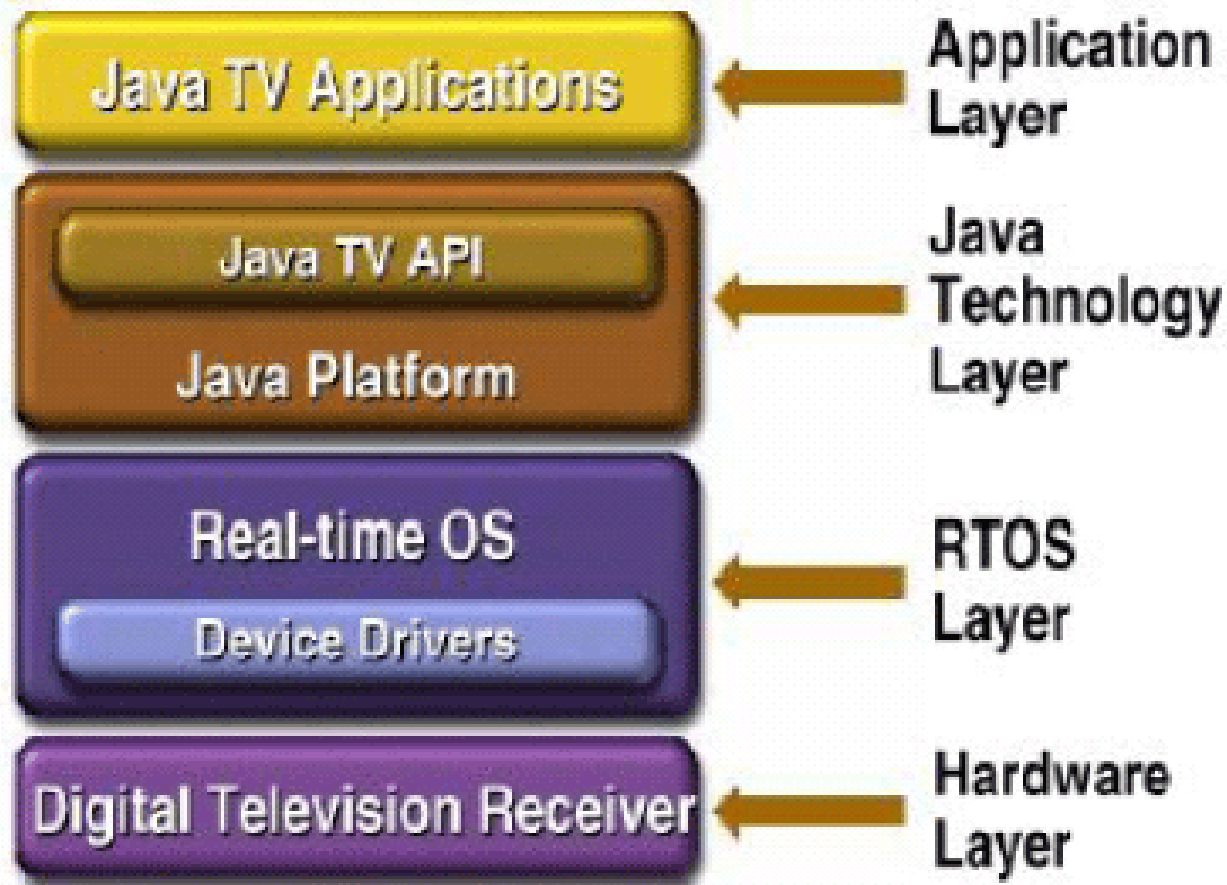 Java TV Applications
Application
Layer
Java TV API
Java Platform
Java
Technology
Layer
Real-time OS
Device Drivers
RTOS
Layer
Digital Television Receiver
Hardware
Layer